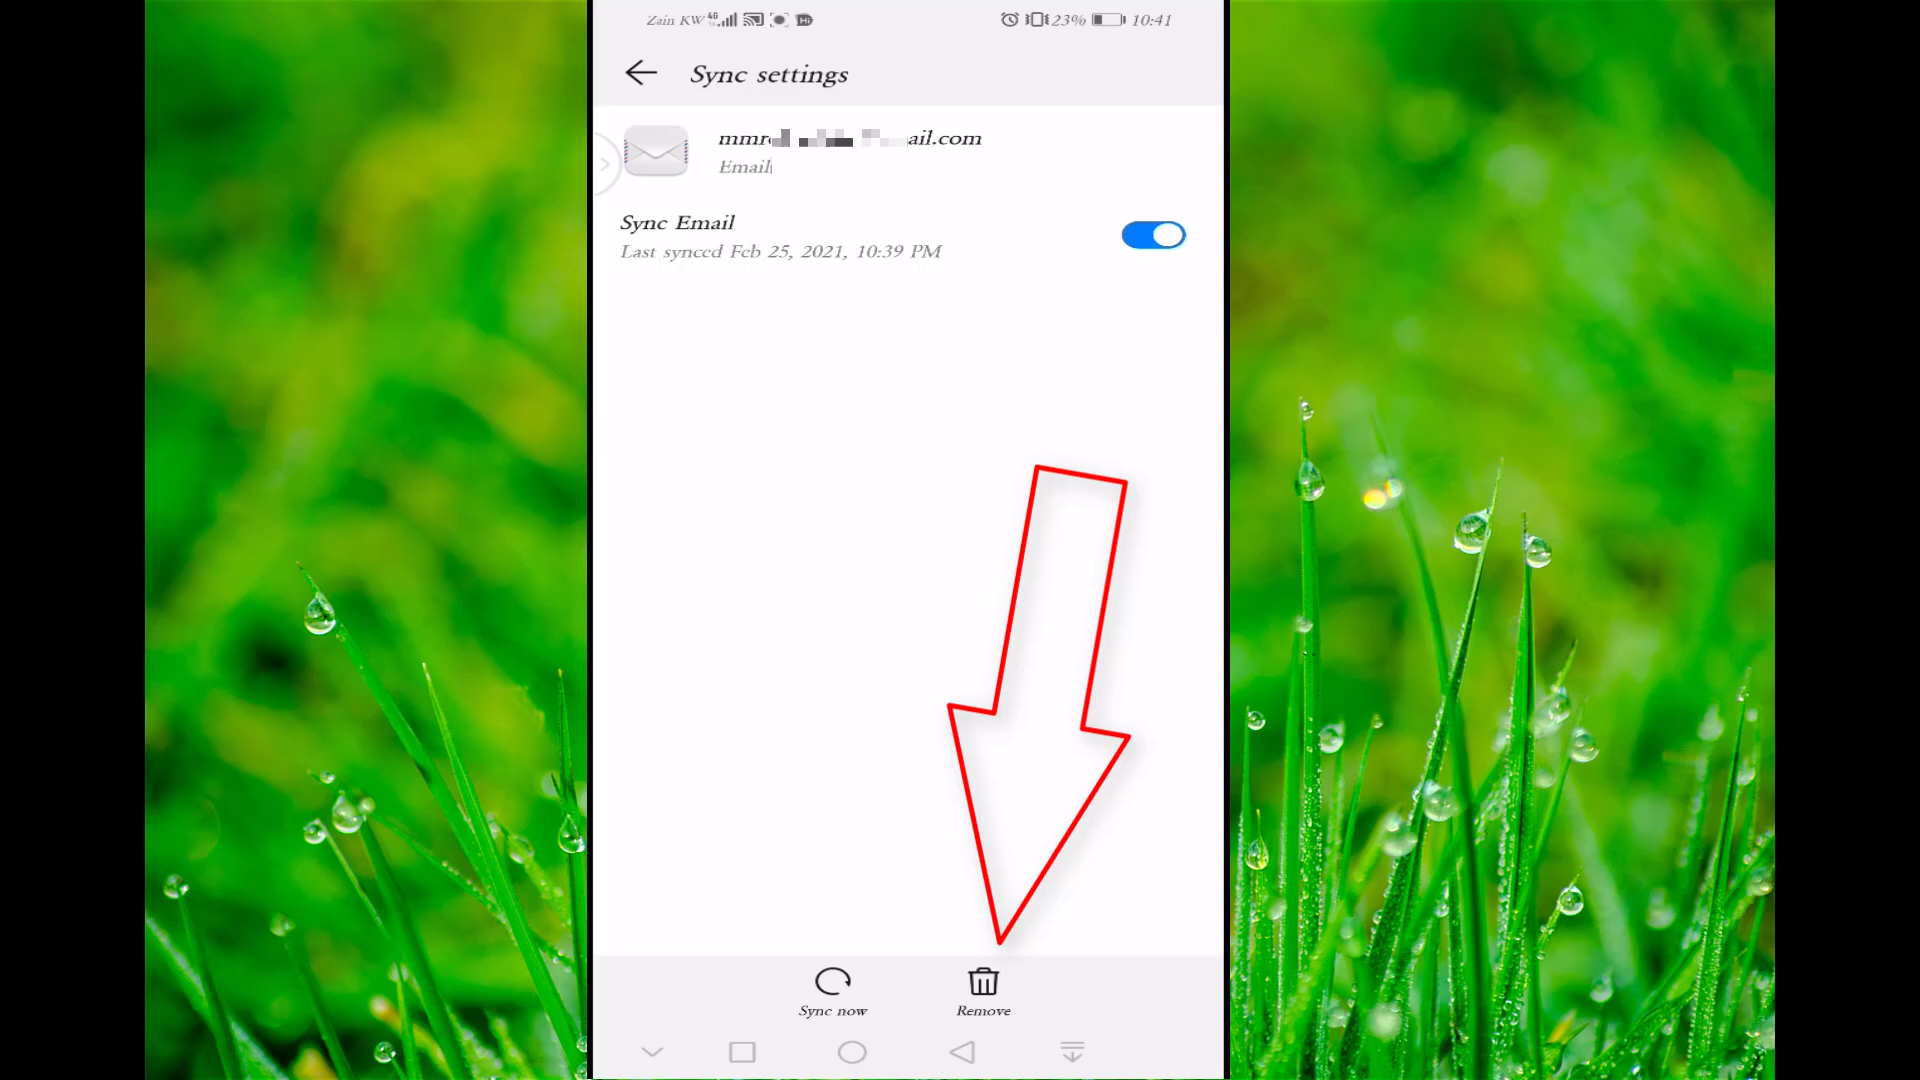 Zain KW 4G 23% 10:41
Sync settings
ail.com
Email
Sync Email
Last synced Feb 25, 2021, 10:39 PM
Sync now
Remove